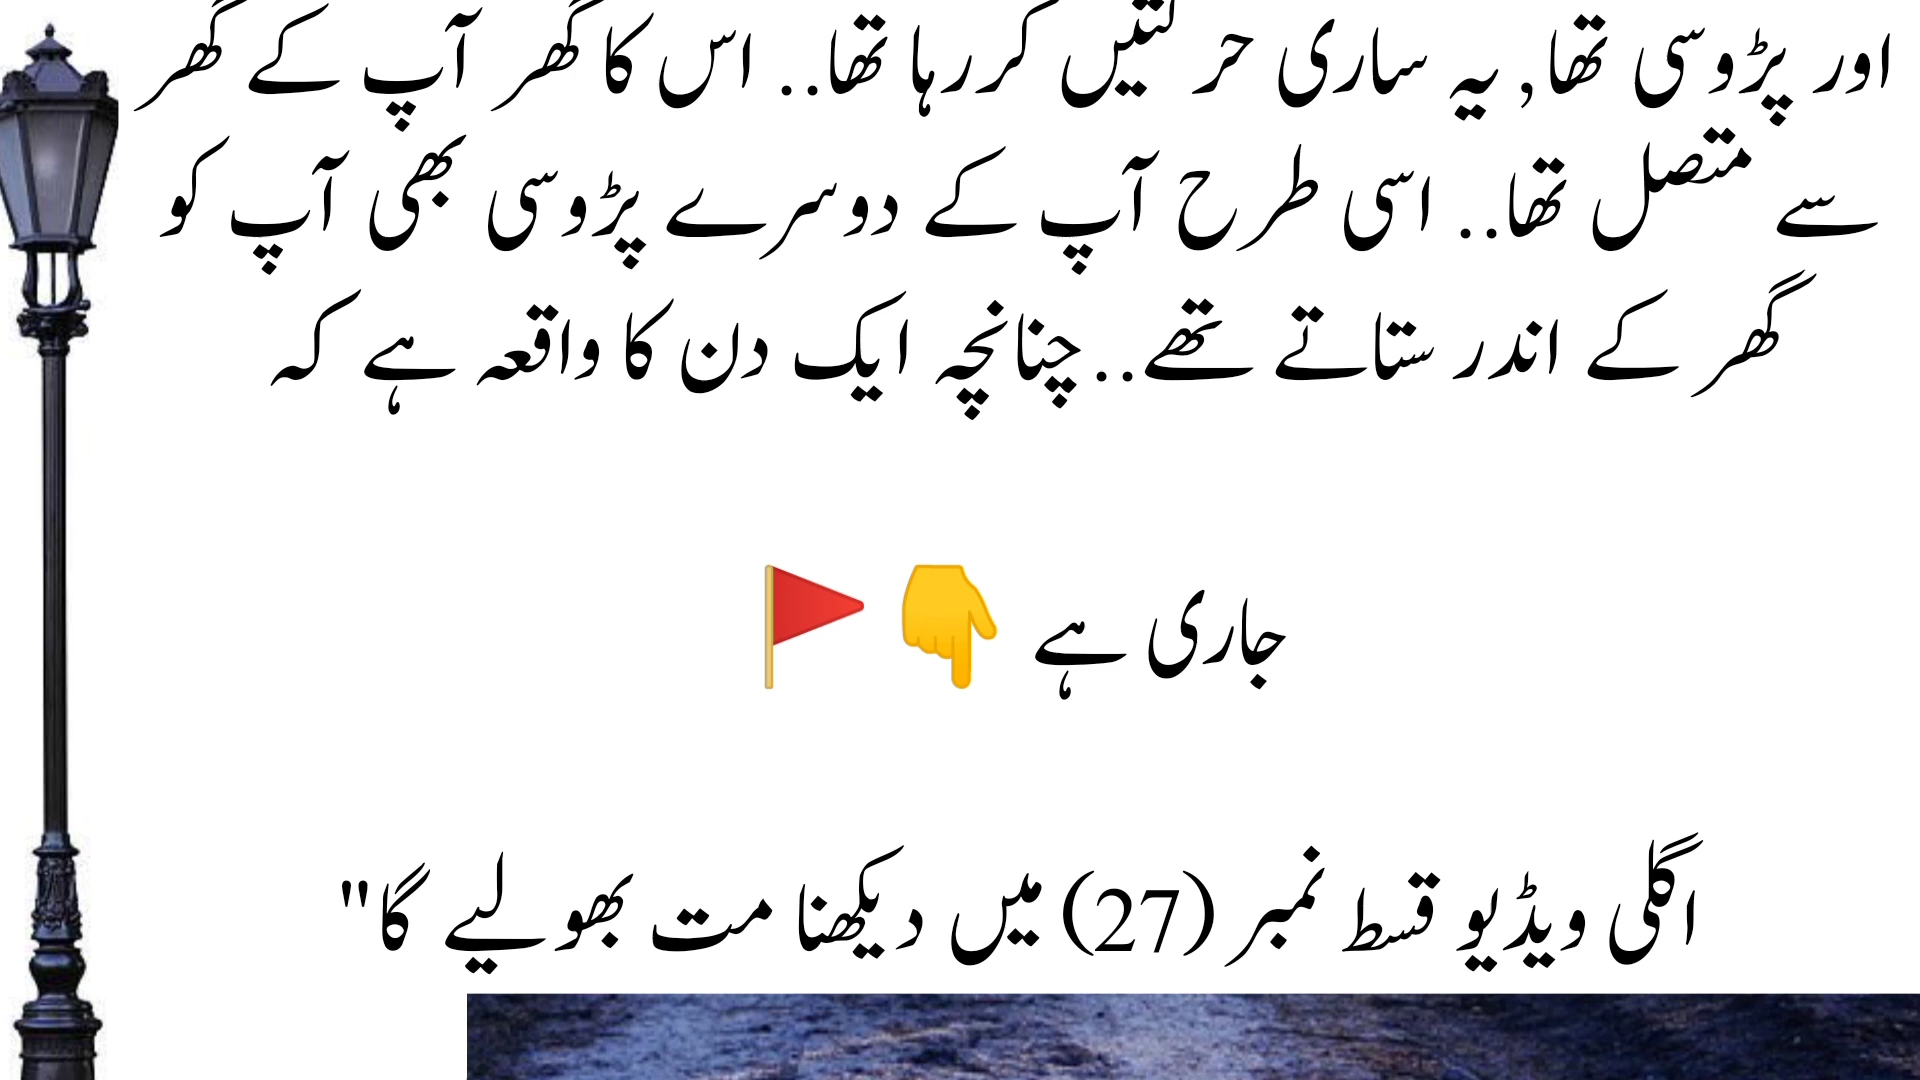 اور پڑوسی تھا, یہ ساری حرکتیں کررہا تھا.. اس کا گھر آپ کے گھر
سے متصل تھا.. اسی طرح آپ کے دوسرے پڑوسی بھی آپ کو
گھر کے اندر ستاتے تھے..چنانچہ ایک دن کا واقعہ ہے کہ
جاری ہے 👇🚩
اگلی ویڈیو قسط نمبر (27) میں دیکھنا مت بھولیے گا"